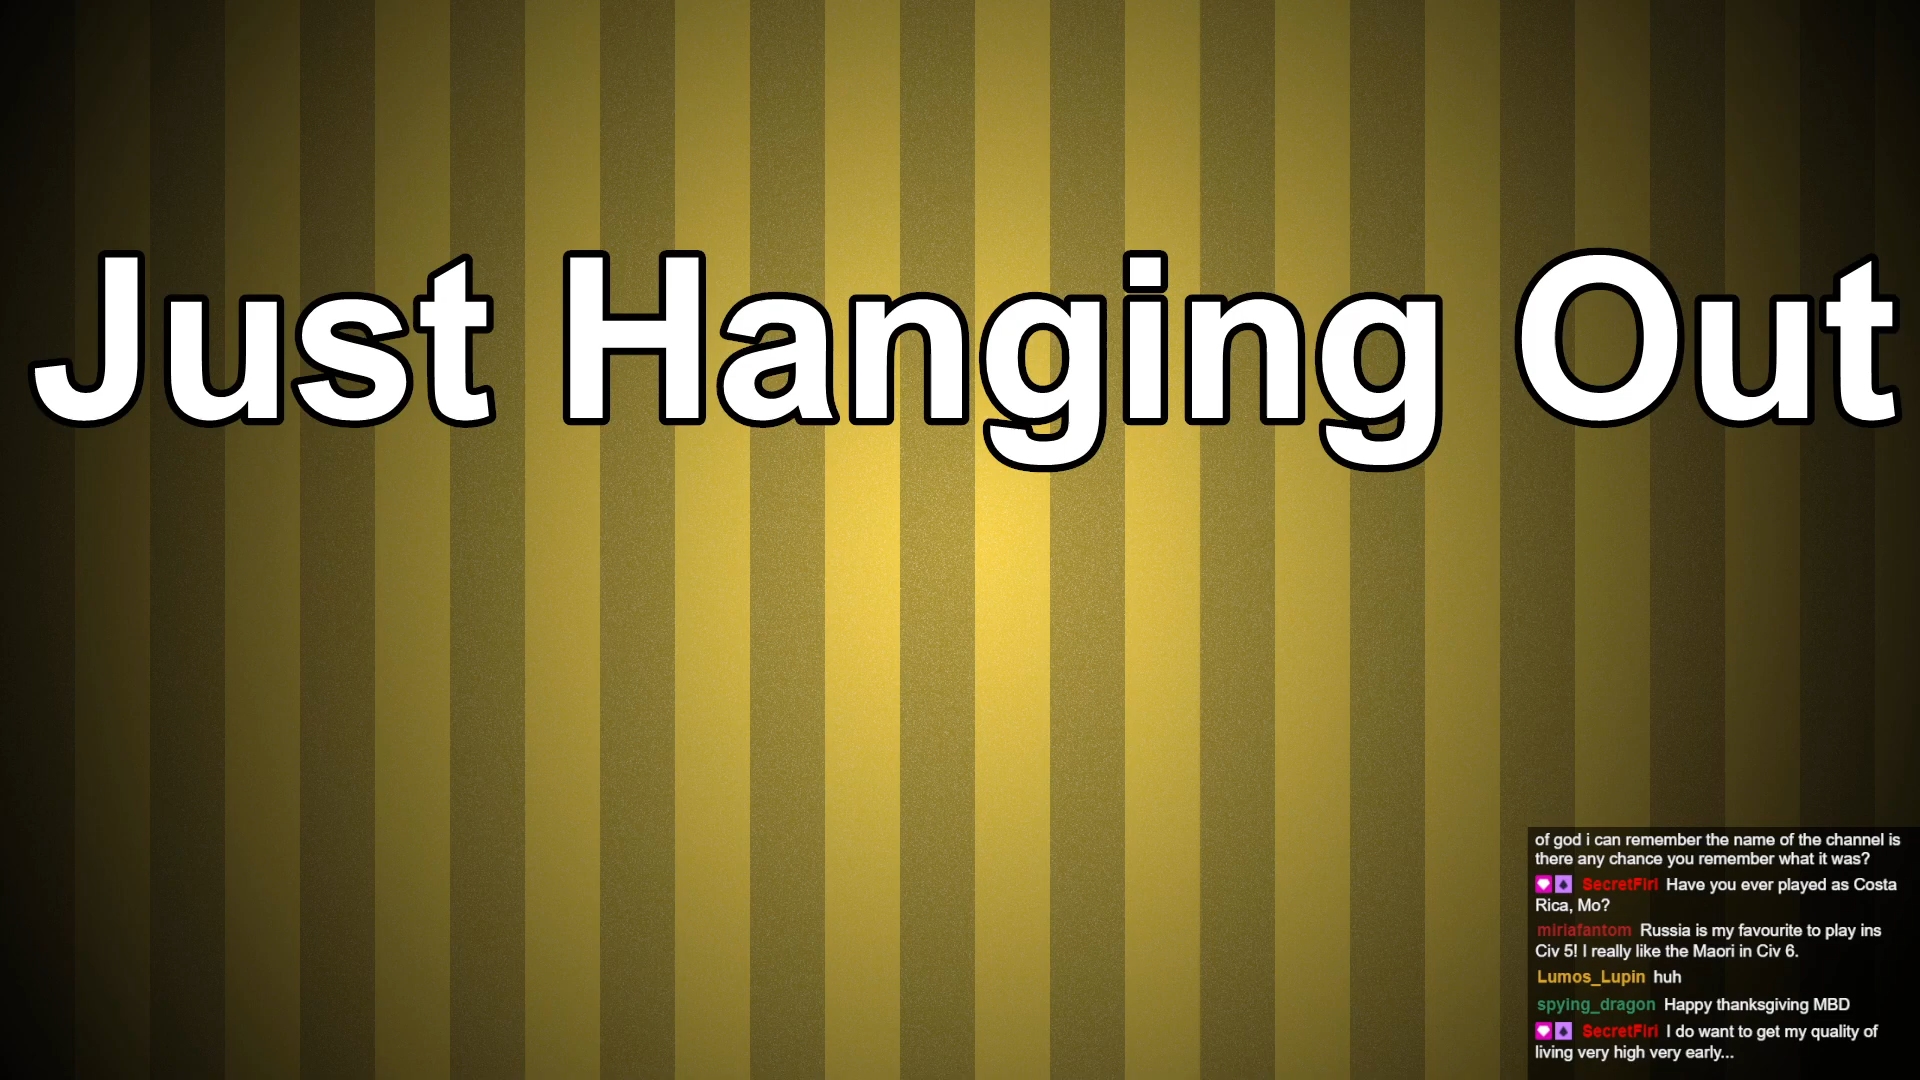 Just Hanging Out
of god i can remember the name of the channel is
there any chance you remember what it was?
SecretFiri Have you ever played as Costa
Rica, Mo?
miriafantom Russia is my favourite to play ins
Civ 5! I really like the Maori in Civ 6.
Lumos_Lupin huh
spying_dragon Happy thanksgiving MBD
SecretFiri I do want to get my quality of
living very high very early...